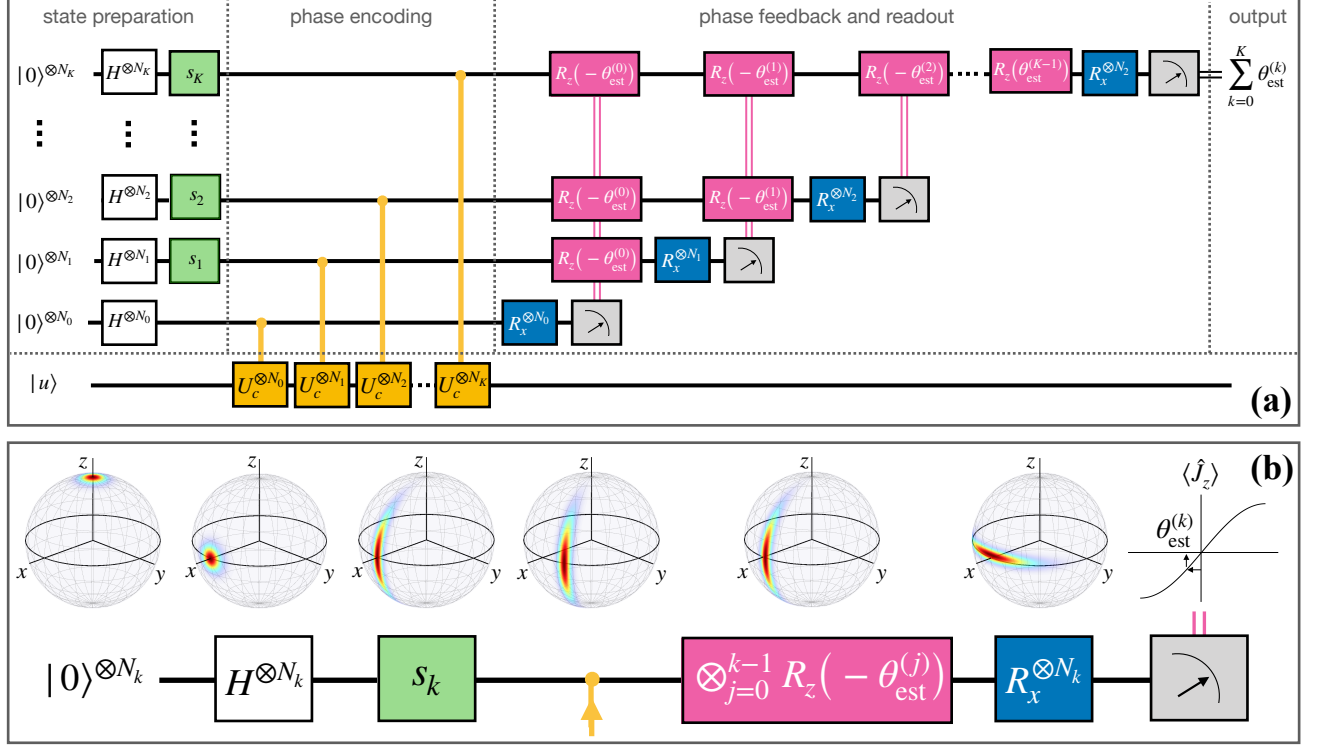 state preparation phase encoding phase feedback and readout output
|0⟩^{⊗N_K} H^{⊗N_K} s_K R_z(−θ_est^{(0)}) R_z(−θ_est^{(1)}) R_z(−θ_est^{(2)}) R_z(θ_est^{(K−1)}) R_x^{⊗N_2} ∑_{k=0}^{K} θ_est^{(k)}
|0⟩^{⊗N_2} H^{⊗N_2} s_2 R_z(−θ_est^{(0)}) R_z(−θ_est^{(1)}) R_x^{⊗N_2}
|0⟩^{⊗N_1} H^{⊗N_1} s_1 R_z(−θ_est^{(0)}) R_x^{⊗N_1}
|0⟩^{⊗N_0} H^{⊗N_0} R_x^{⊗N_0}
|u⟩ U_c^{⊗N_0} U_c^{⊗N_1} U_c^{⊗N_2} U_c^{⊗N_K}
(a)
z z z z z z ⟨Ĵ_z⟩ (b)
θ_est^{(k)}
x y x y x y x y x y x y
|0⟩^{⊗N_k} H^{⊗N_k} s_k ⊗_{j=0}^{k−1} R_z(−θ_est^{(j)}) R_x^{⊗N_k}